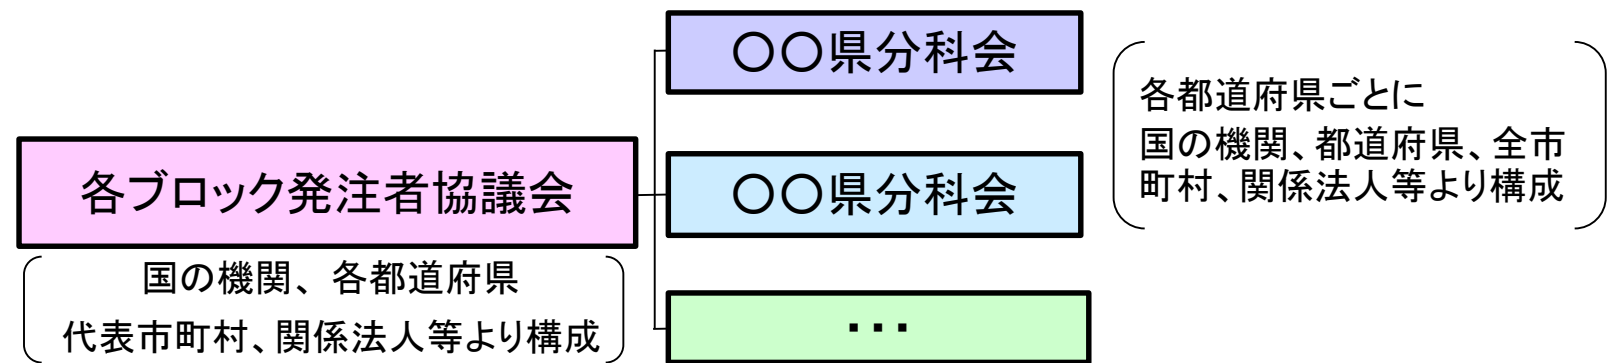 〇〇県分科会
各都道府県ごとに
国の機関、都道府県、全市
町村、関係法人等より構成
各ブロック発注者協議会
〇〇県分科会
国の機関、各都道府県
代表市町村、関係法人等より構成
・・・